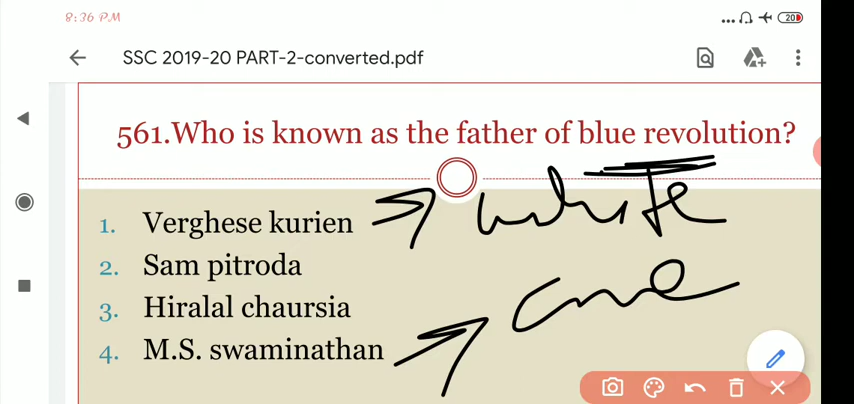 8:36 PM
20
SSC 2019-20 PART-2-converted.pdf
561.Who is known as the father of blue revolution?
1. Verghese kurien
white
2. Sam pitroda
3. Hiralal chaursia
4. M.S. swaminathan